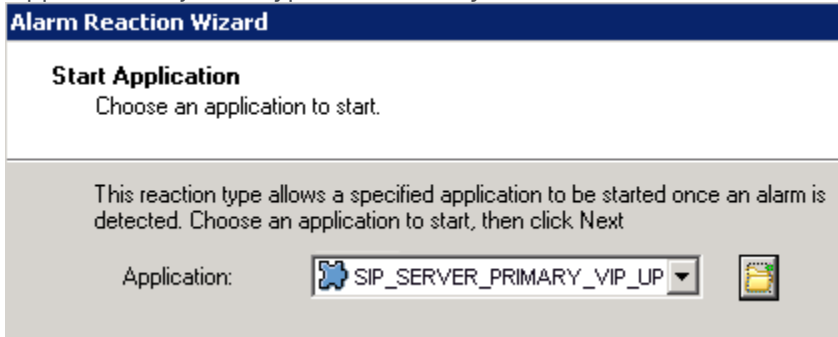 Alarm Reaction Wizard
Start Application
Choose an application to start.
This reaction type allows a specified application to be started once an alarm is
detected. Choose an application to start, then click Next
Application:
SIP_SERVER_PRIMARY_VIP_UP